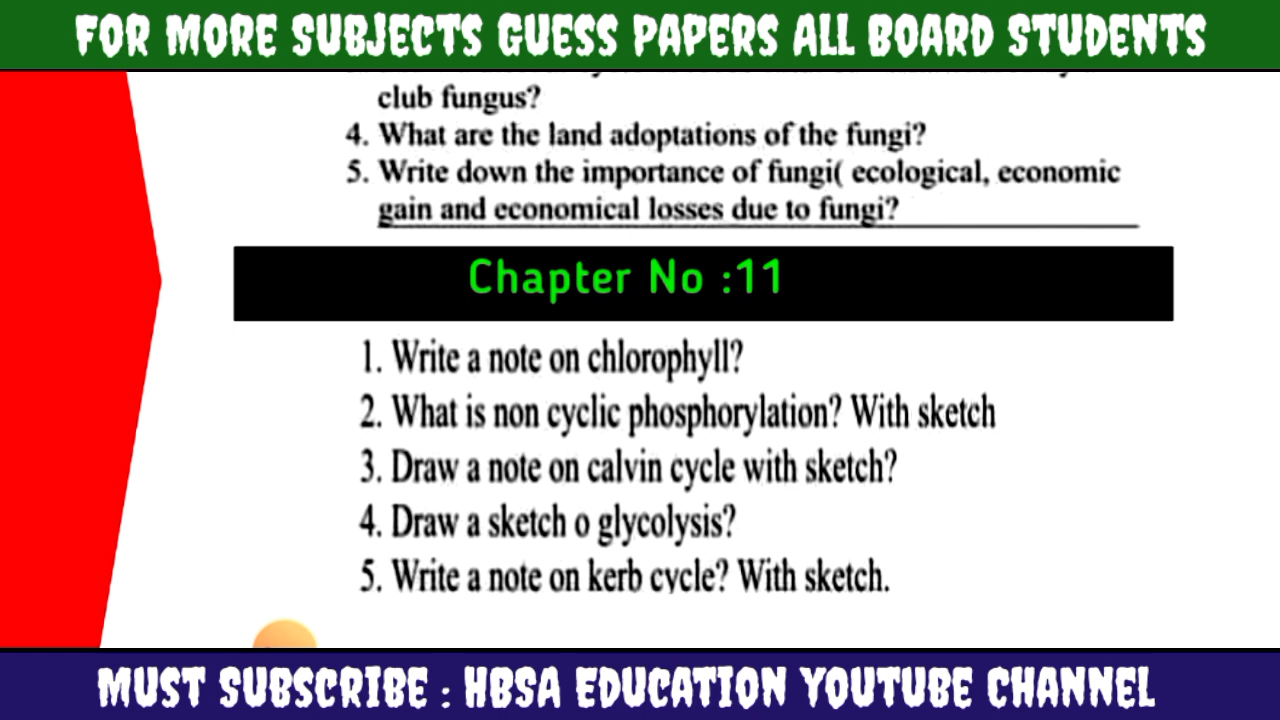 FOR MORE SUBJECTS GUESS PAPERS ALL BOARD STUDENTS
club fungus?
4. What are the land adoptations of the fungi?
5. Write down the importance of fungi( ecological, economic
gain and economical losses due to fungi?
Chapter No :11
1. Write a note on chlorophyll?
2. What is non cyclic phosphorylation? With sketch
3. Draw a note on calvin cycle with sketch?
4. Draw a sketch o glycolysis?
5. Write a note on kerb cycle? With sketch.
MUST SUBSCRIBE : HBSA EDUCATION YOUTUBE CHANNEL